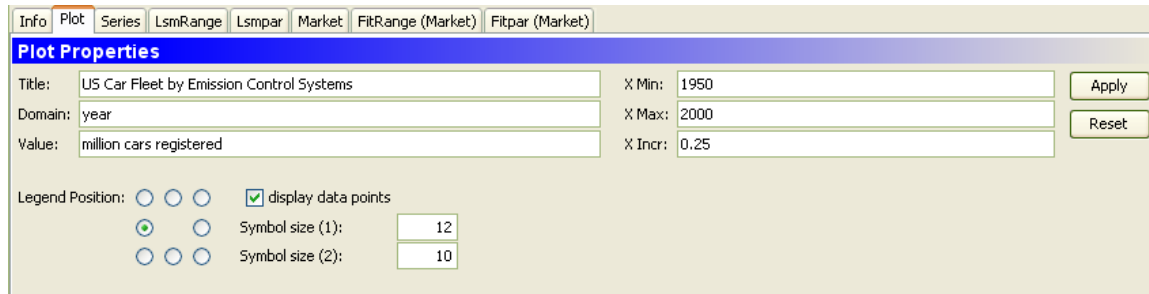 Info Plot Series LsmRange Lsmpar Market FitRange (Market) Fitpar (Market)
Plot Properties
Title: US Car Fleet by Emission Control Systems X Min: 1950 Apply
Domain: year X Max: 2000 Reset
Value: million cars registered X Incr: 0.25
Legend Position: display data points
Symbol size (1): 12
Symbol size (2): 10